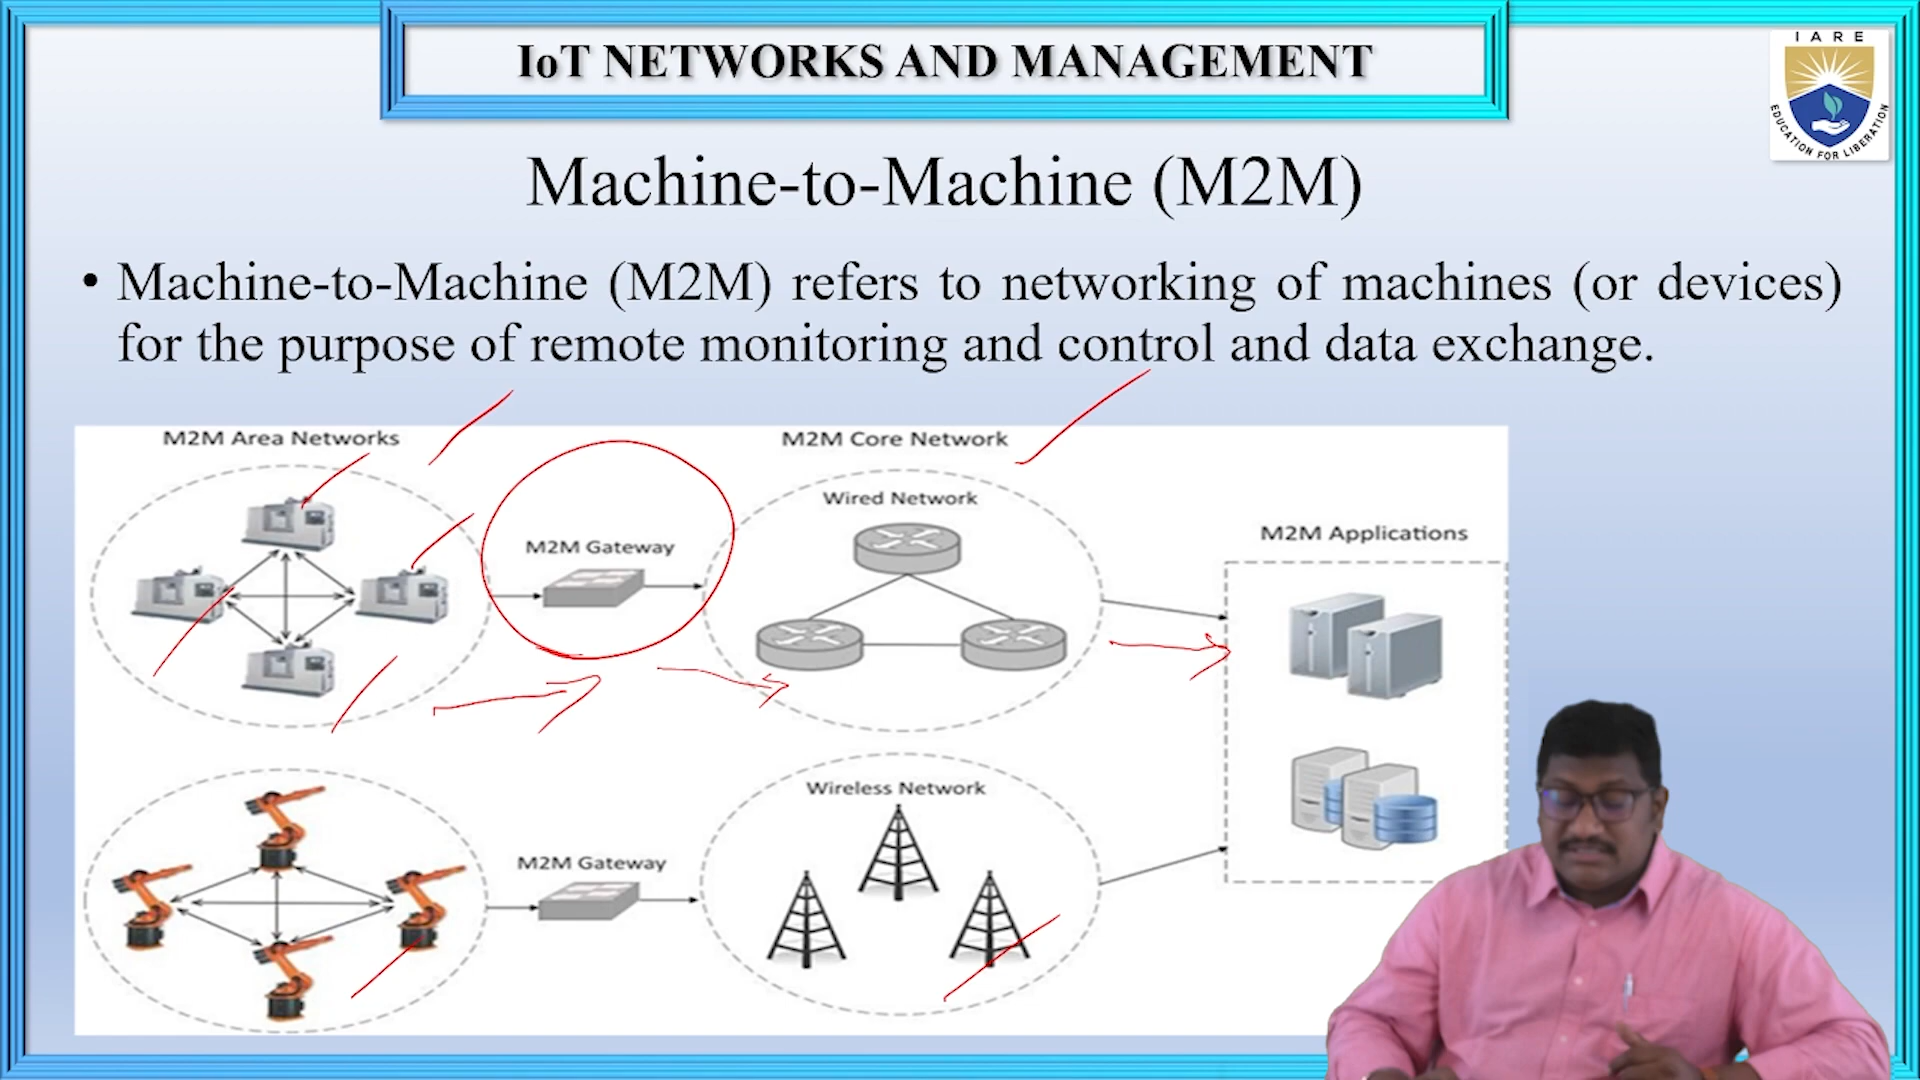 IoT NETWORKS AND MANAGEMENT
IARE
EDUCATION FOR LIBERATION
Machine-to-Machine (M2M)
• Machine-to-Machine (M2M) refers to networking of machines (or devices)
for the purpose of remote monitoring and control and data exchange.
M2M Area Networks
M2M Core Network
Wired Network
M2M Gateway
M2M Applications
Wireless Network
M2M Gateway